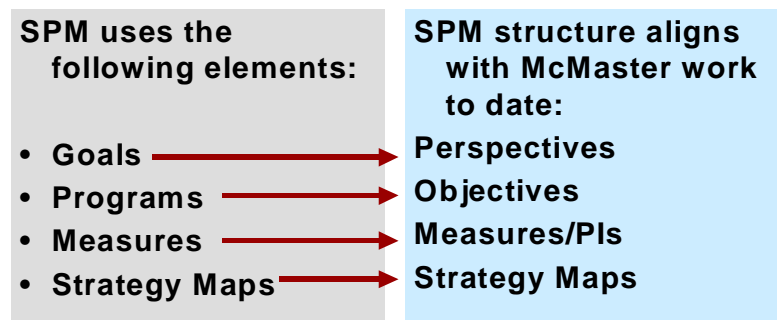 SPM uses the
following elements:
• Goals
• Programs
• Measures
• Strategy Maps
SPM structure aligns
with McMaster work
to date:
Perspectives
Objectives
Measures/PIs
Strategy Maps